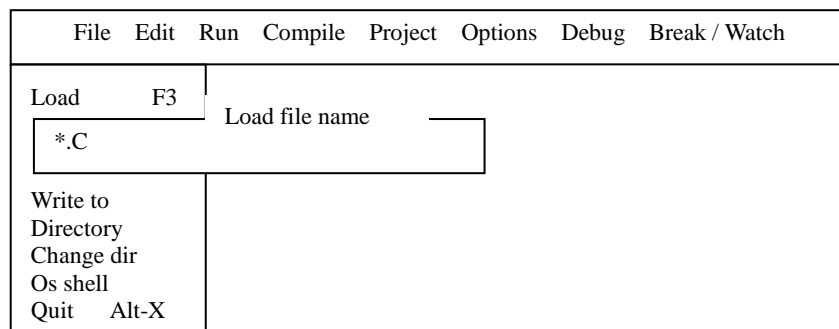 File Edit Run Compile Project Options Debug Break / Watch
Load F3
Load file name
*.C
Write to
Directory
Change dir
Os shell
Quit Alt-X